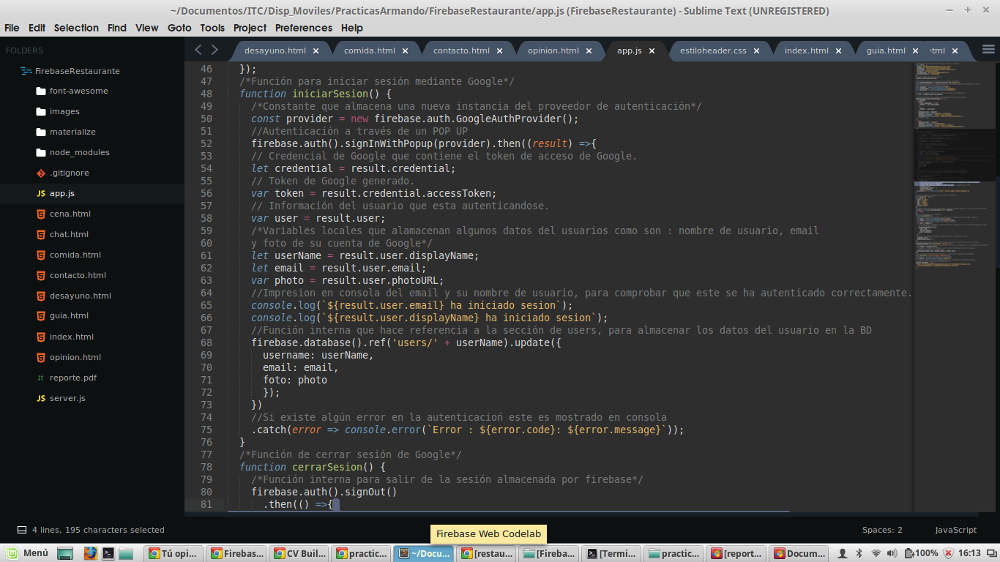 ~/Documentos/ITC/Disp_Moviles/PracticasArmando/FirebaseRestaurante/app.js (FirebaseRestaurante) - Sublime Text (UNREGISTERED)
File Edit Selection Find View Goto Tools Project Preferences Help
FOLDERS
FirebaseRestaurante
font-awesome
images
materialize
node_modules
.gitignore
JS app.js
cena.html
chat.html
comida.html
contacto.html
desayuno.html
guia.html
index.html
opinion.html
reporte.pdf
JS server.js
desayuno.html comida.html contacto.html opinion.html app.js estiloheader.css index.html guia.html tml
46 });
47 /*Función para iniciar sesión mediante Google*/
48 function iniciarSesion() {
49 /*Constante que almacena una nueva instancia del proveedor de autenticación*/
50 const provider = new firebase.auth.GoogleAuthProvider();
51 //Autenticación a través de un POP UP
52 firebase.auth().signInWithPopup(provider).then((result) =>{
53 // Credencial de Google que contiene el token de acceso de Google.
54 let credential = result.credential;
55 // Token de Google generado.
56 var token = result.credential.accessToken;
57 // Información del usuario que esta autenticandose.
58 var user = result.user;
59 /*Variables locales que alamacenan algunos datos del usuarios como son : nombre de usuario, email
60 y foto de su cuenta de Google*/
61 let userName = result.user.displayName;
62 let email = result.user.email;
63 var photo = result.user.photoURL;
64 //Impresion en consola del email y su nombre de usuario, para comprobar que este se ha autenticado correctamente.
65 console.log(`${result.user.email} ha iniciado sesion`);
66 console.log(`${result.user.displayName} ha iniciado sesion`);
67 //Función interna que hace referencia a la sección de users, para almacenar los datos del usuario en la BD
68 firebase.database().ref('users/' + userName).update({
69 username: userName,
70 email: email,
71 foto: photo
72 });
73 })
74 //Si existe algún error en la autenticacioń este es mostrado en consola
75 .catch(error => console.error(`Error : ${error.code}: ${error.message}`));
76 }
77 /*Función de cerrar sesión de Google*/
78 function cerrarSesion() {
79 /*Función interna para salir de la sesión almacenada por firebase*/
80 firebase.auth().signOut()
81 .then(() =>{
4 lines, 195 characters selected
Firebase Web Codelab
Spaces: 2 JavaScript
Menú Tú opi... Firebas... CV Buil... practic... ~/Docu... [restau... [Fireba... [Termi... practic... [report... Docum... 100% 16:13